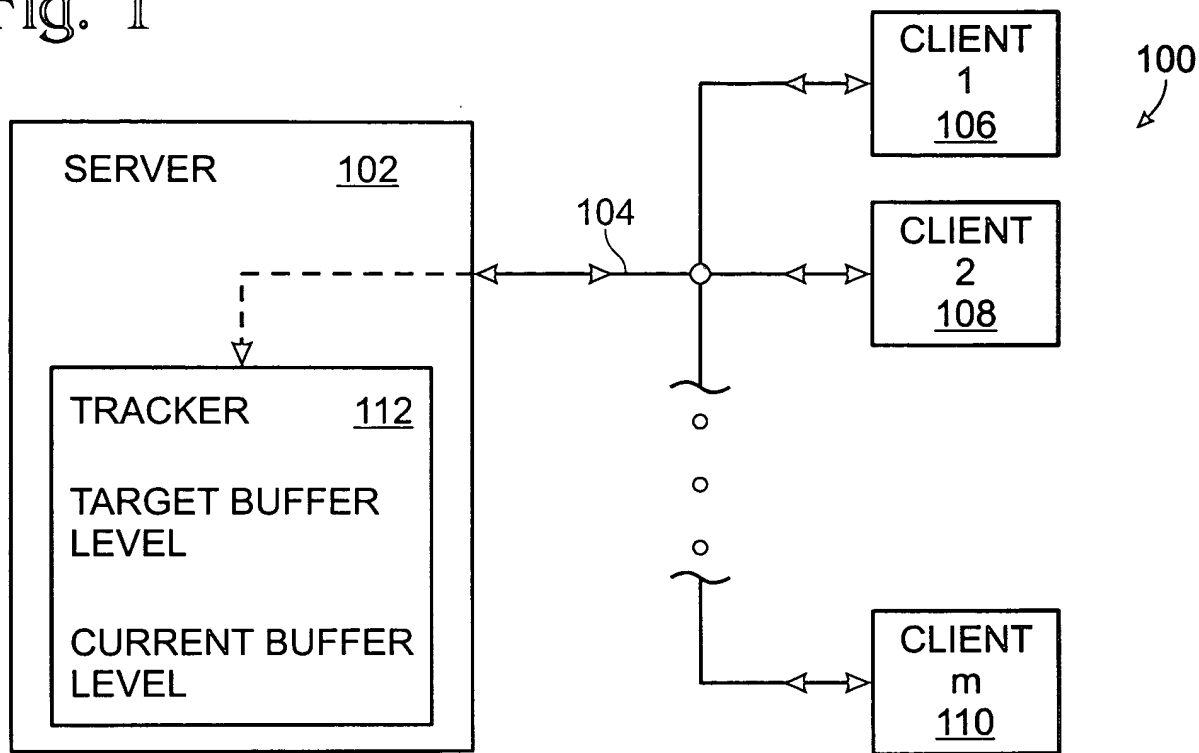 Fig. 1
100
SERVER 102
104
TRACKER 112
TARGET BUFFER
LEVEL
CURRENT BUFFER
LEVEL
CLIENT
1
106
CLIENT
2
108
CLIENT
m
110